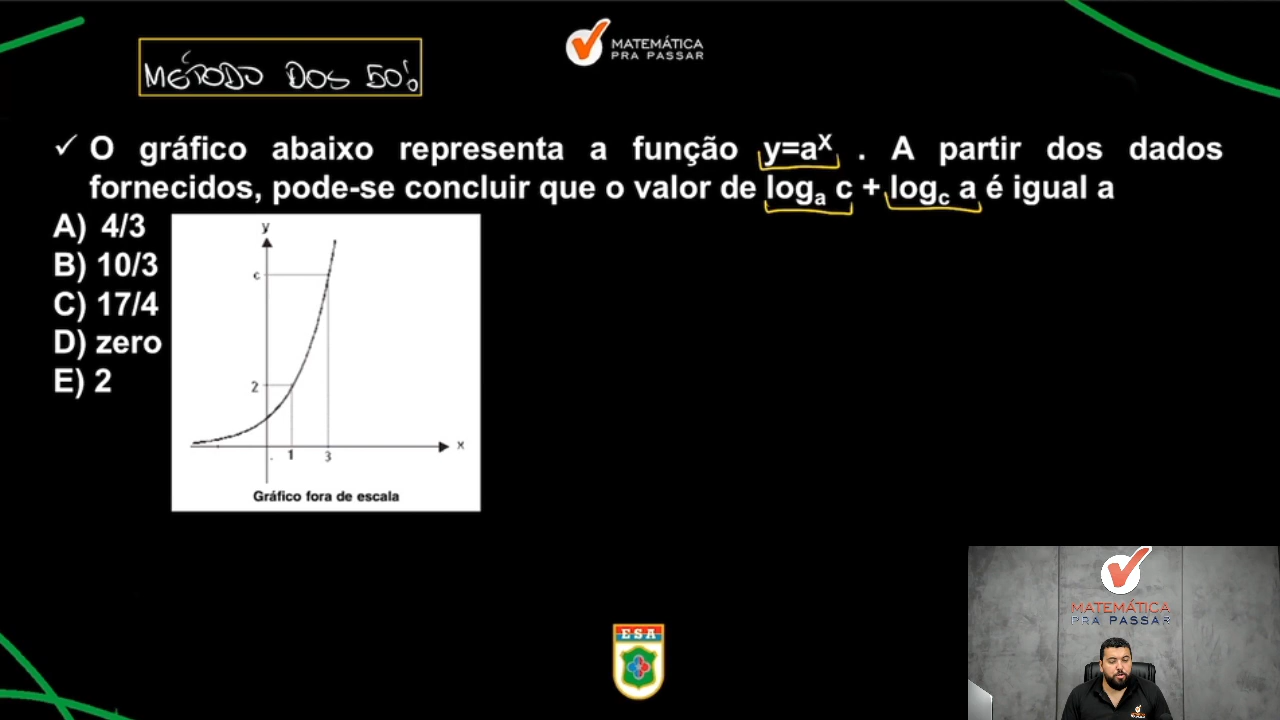 MÉTODO DOS 50%
MATEMÁTICA
PRA PASSAR
✓ O gráfico abaixo representa a função y=aˣ . A partir dos dados
fornecidos, pode-se concluir que o valor de logₐ c + log_c a é igual a
A) 4/3
B) 10/3
C) 17/4
D) zero
E) 2
y
c
2
1 3
x
Gráfico fora de escala
MATEMÁTICA
PRA PASSAR
ESA